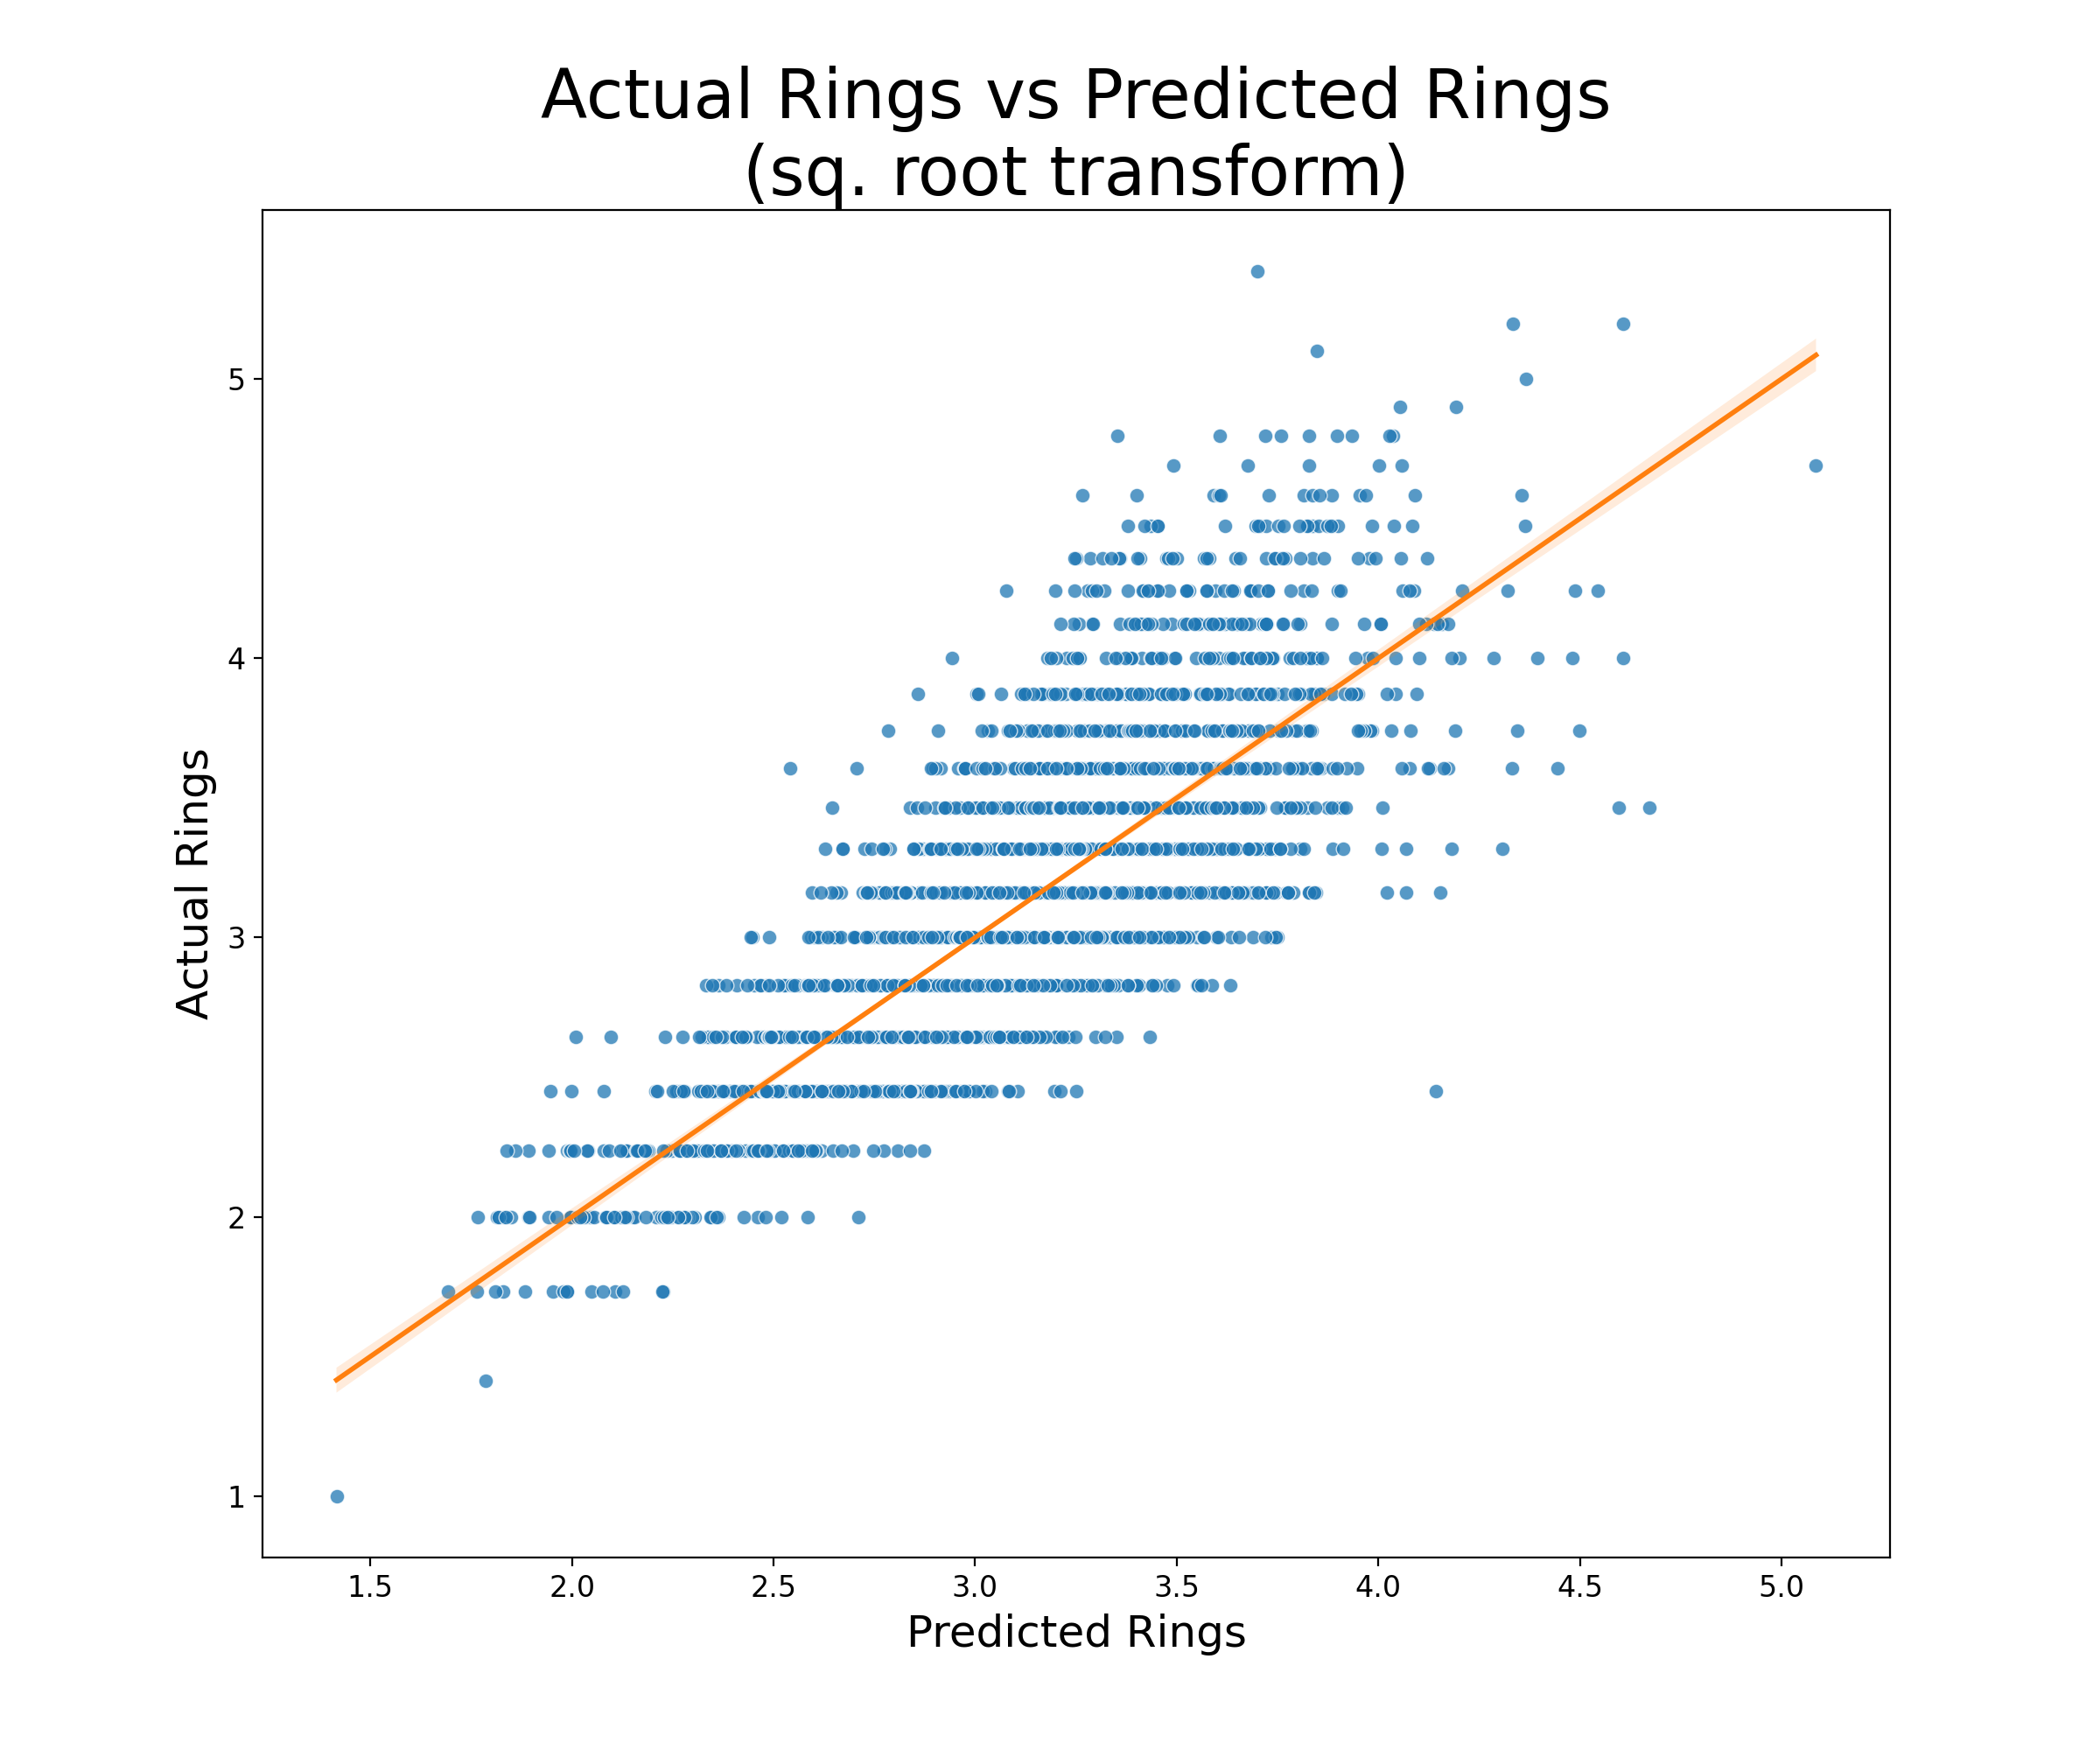 Actual Rings vs Predicted Rings
(sq. root transform)
Actual Rings
5
4
3
2
1
1.5 2.0 2.5 3.0 3.5 4.0 4.5 5.0
Predicted Rings